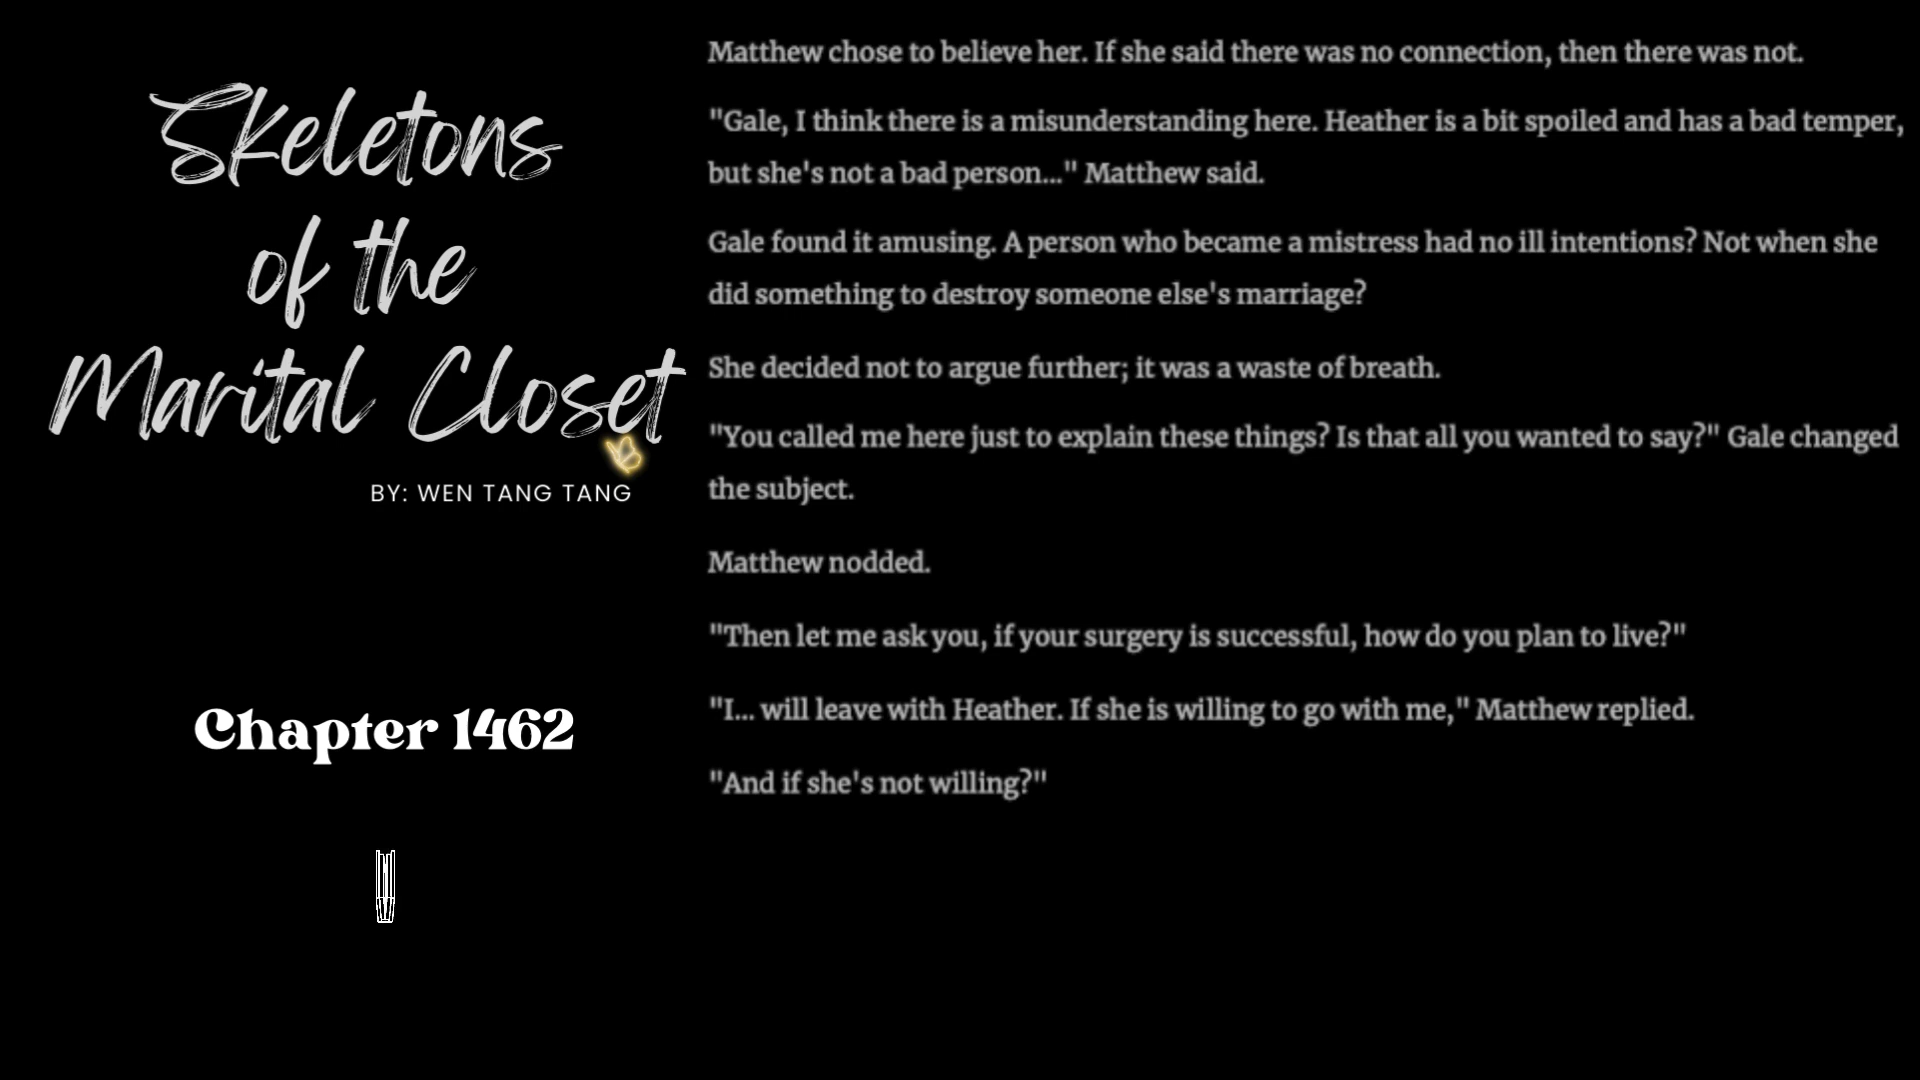 Skeletons
of the
Marital Closet
BY: WEN TANG TANG
Chapter 1462
Matthew chose to believe her. If she said there was no connection, then there was not.
"Gale, I think there is a misunderstanding here. Heather is a bit spoiled and has a bad temper,
but she's not a bad person..." Matthew said.
Gale found it amusing. A person who became a mistress had no ill intentions? Not when she
did something to destroy someone else's marriage?
She decided not to argue further; it was a waste of breath.
"You called me here just to explain these things? Is that all you wanted to say?" Gale changed
the subject.
Matthew nodded.
"Then let me ask you, if your surgery is successful, how do you plan to live?"
"I... will leave with Heather. If she is willing to go with me," Matthew replied.
"And if she's not willing?"